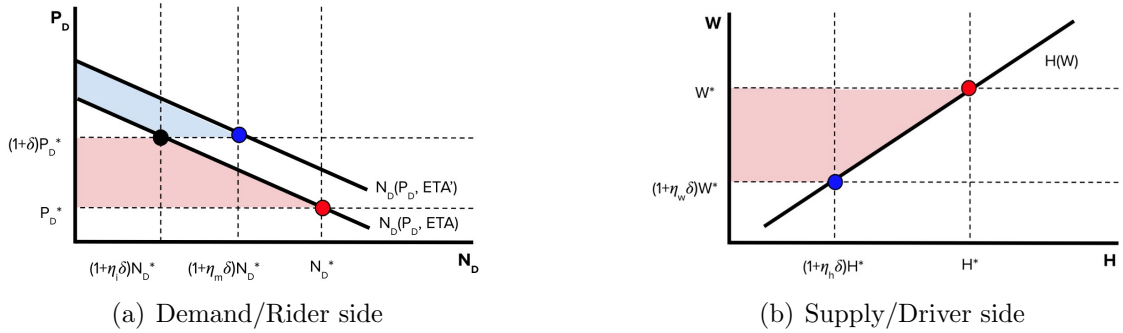 P_D
(1+δ)P_D*
P_D*
N_D(P_D, ETA')
N_D(P_D, ETA)
(1+η_lδ)N_D*
(1+η_mδ)N_D*
N_D*
N_D
(a) Demand/Rider side
W
H(W)
W*
(1+η_wδ)W*
(1+η_hδ)H*
H*
H
(b) Supply/Driver side